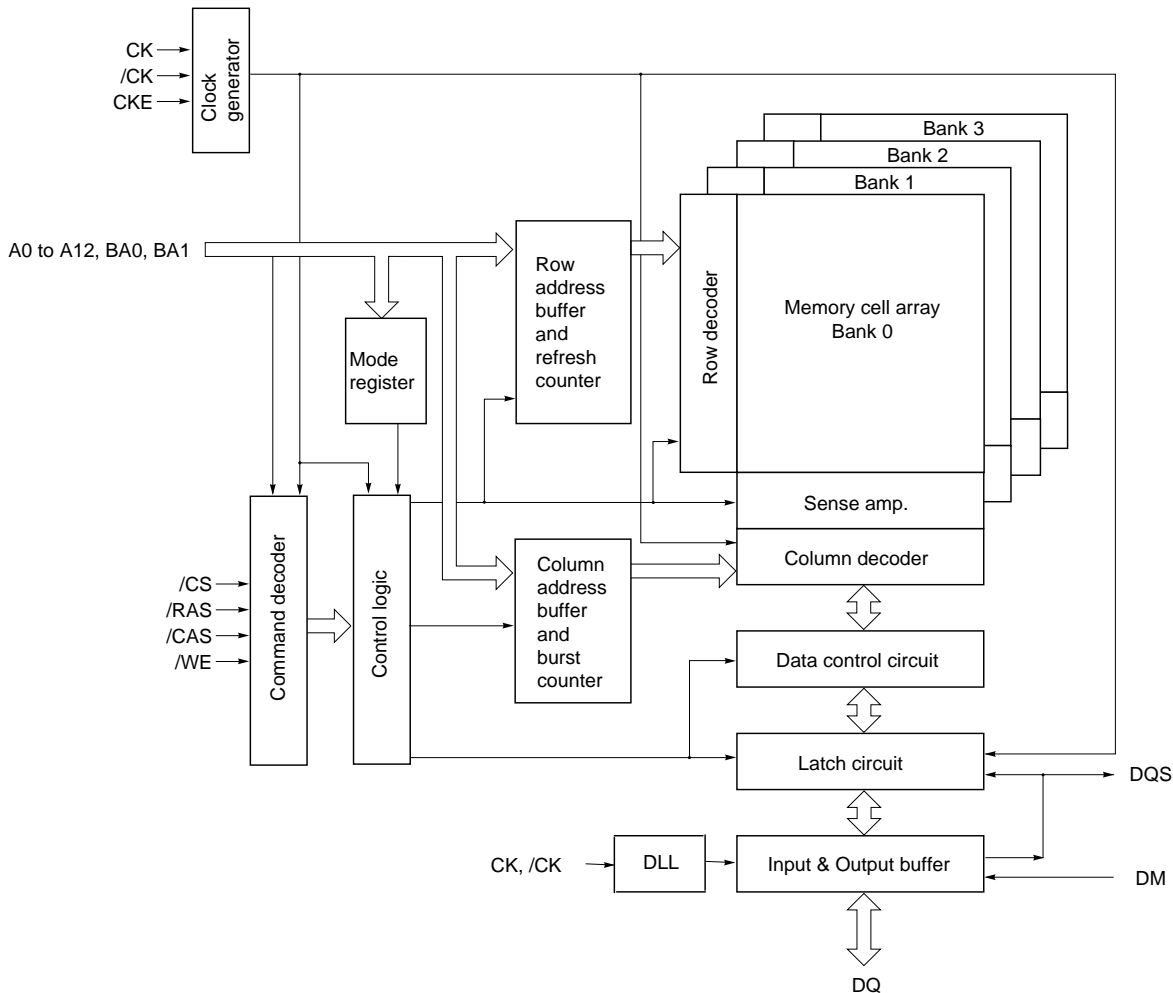 CK
/CK
CKE
Clock
generator
Bank 3
Bank 2
Bank 1
A0 to A12, BA0, BA1
Mode
register
Row
address
buffer
and
refresh
counter
Row decoder
Memory cell array
Bank 0
Sense amp.
Column decoder
/CS
/RAS
/CAS
/WE
Command decoder
Control logic
Column
address
buffer
and
burst
counter
Data control circuit
Latch circuit
DQS
CK, /CK
DLL
Input & Output buffer
DM
DQ